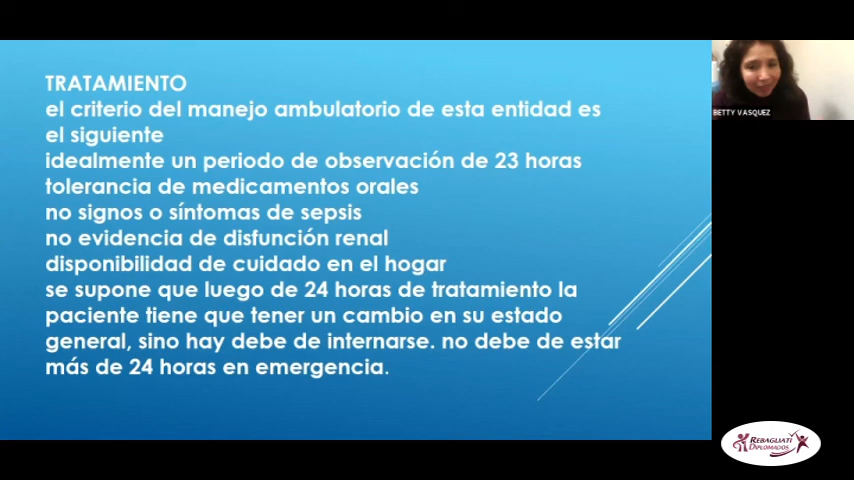 TRATAMIENTO
el criterio del manejo ambulatorio de esta entidad es
el siguiente
idealmente un periodo de observación de 23 horas
tolerancia de medicamentos orales
no signos o síntomas de sepsis
no evidencia de disfunción renal
disponibilidad de cuidado en el hogar
se supone que luego de 24 horas de tratamiento la
paciente tiene que tener un cambio en su estado
general, sino hay debe de internarse. no debe de estar
más de 24 horas en emergencia.
BETTY VASQUEZ
REBAGLIATI
DIPLOMADOS